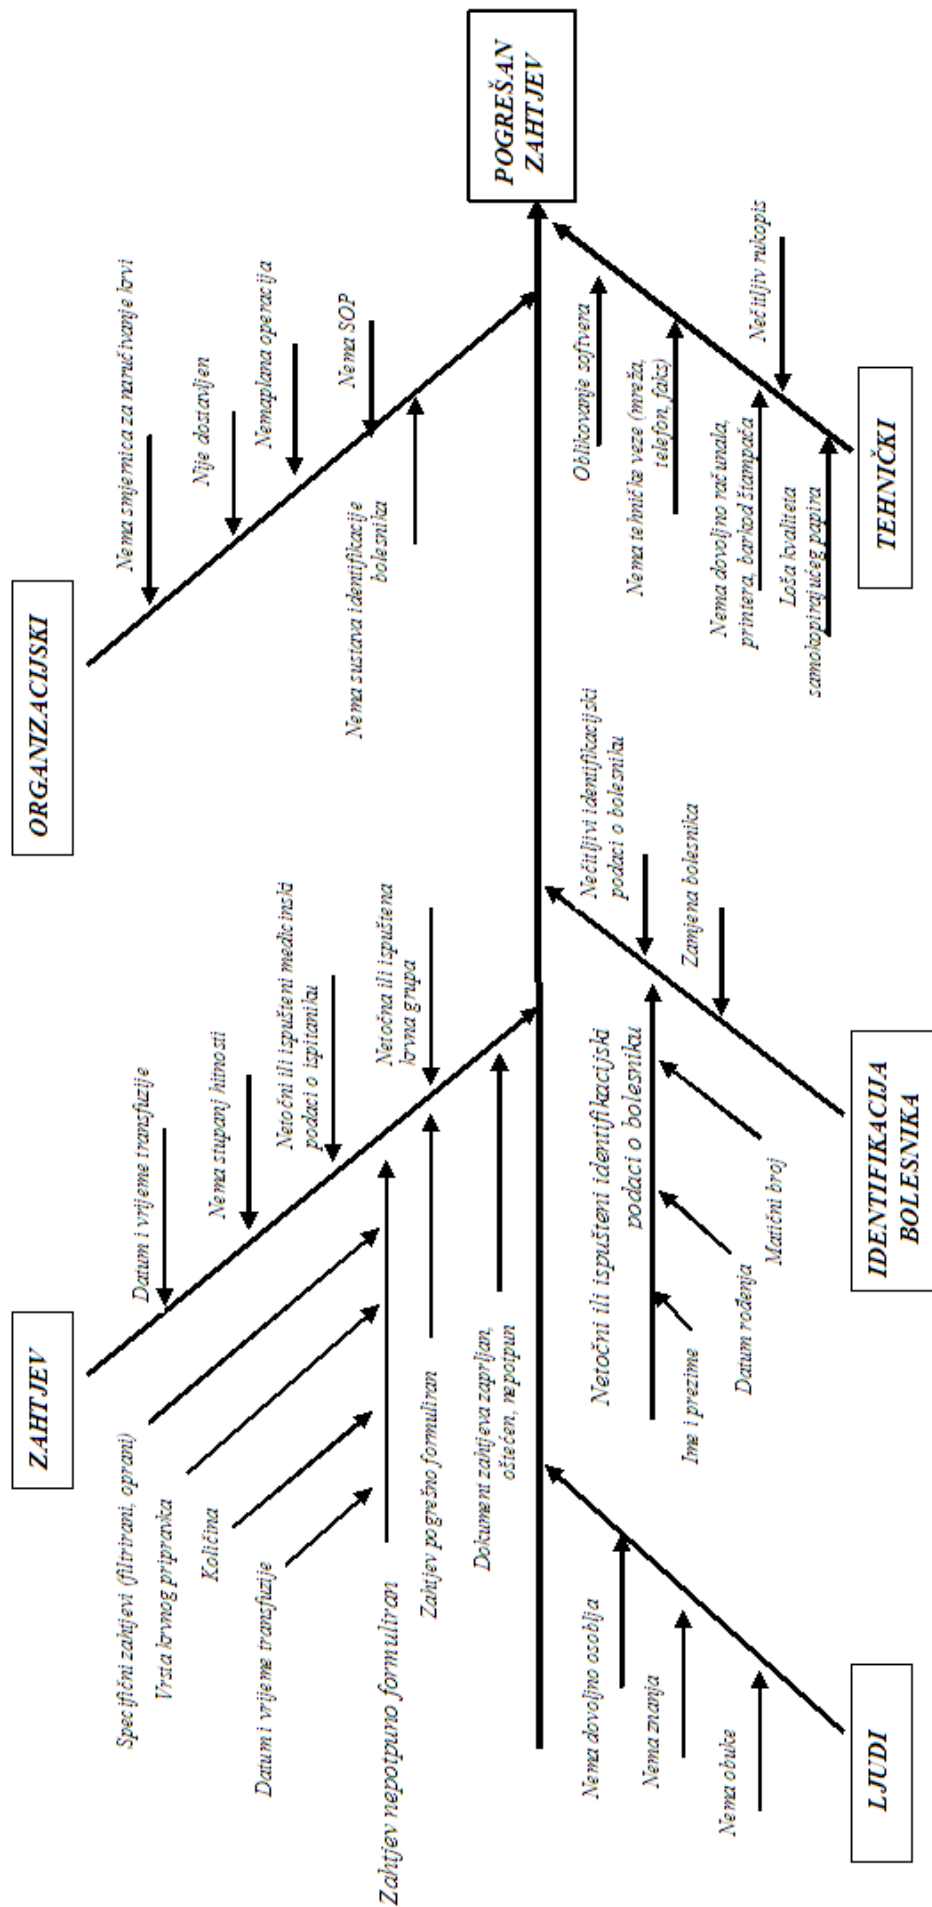 ZAHTJEV
ORGANIZACIJSKI
Datum i vrijeme transfuzije
Nema stupanj hitnosti
Netočni ili ispušteni medicinski
podaci o ispitaniku
Netočna ili ispuštena
krvna grupa
Specifični zahtjevi (filtrirani, oprani)
Vrsta krvnog pripravka
Količina
Datum i vrijeme transfuzije
Zahtjev nepotpuno formuliran
Zahtjev pogrešno formuliran
Dokument zahtjeva zaprljan,
oštećen, nepotpun
Nema smjernica za naručivanje krvi
Nije dostavljen
Nemaplana operacija
Nema SOP
Nema sustava identifikacije
bolesnika
POGREŠAN
ZAHTJEV
Nema dovoljno osoblja
Nema znanja
Nema obuke
LJUDI
Nečitljivi identifikacijski
podaci o bolesniku
Zamjena bolesnika
Netočni ili ispušteni identifikacijski
podaci o bolesniku
Ime i prezime
Datum rođenja
Matični broj
IDENTIFIKACIJA
BOLESNIKA
Oblikovanje softvera
Nema tehničke veze (mreža,
telefon, faks)
Nema dovoljno računala,
printera, barkod štampača
Loša kvaliteta
samokopirajućeg papira
Nečitljiv rukopis
TEHNIČKI